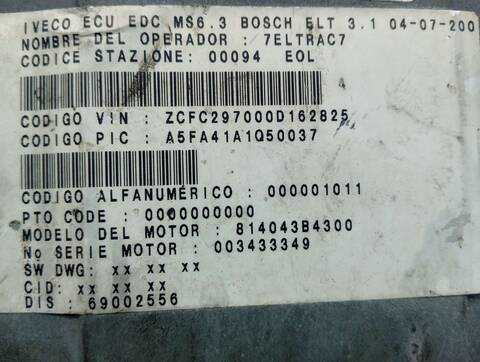 IVECO ECU EDC MS6.3 BOSCH ELT 3.1 04-07-200
NOMBRE DEL OPERADOR : 7ELTRAC7
CODICE STAZIONE: 00094 EOL
CODIGO VIN : ZCFC297000D162825
CODIGO PIC : A5FA41A1Q50037
CODIGO ALFANUMÉRICO : 000001011
PTO CODE : 0000000000
MODELO DEL MOTOR : 814043B4300
No SERIE MOTOR : 003433349
SW DWG: xx xx xx
CID: xx xx xx
DIS : 69002556